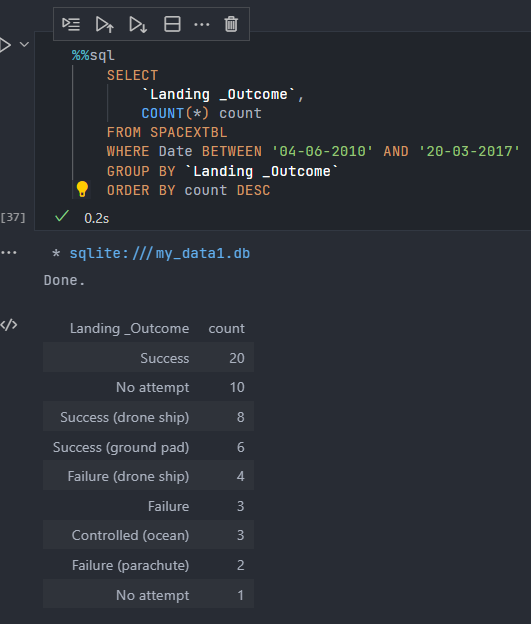 %%sql
SELECT
`Landing _Outcome`,
COUNT(*) count
FROM SPACEXTBL
WHERE Date BETWEEN '04-06-2010' AND '20-03-2017'
GROUP BY `Landing _Outcome`
ORDER BY count DESC
[37] 0.2s
* sqlite:///my_data1.db
Done.
Landing _Outcome count
Success 20
No attempt 10
Success (drone ship) 8
Success (ground pad) 6
Failure (drone ship) 4
Failure 3
Controlled (ocean) 3
Failure (parachute) 2
No attempt 1